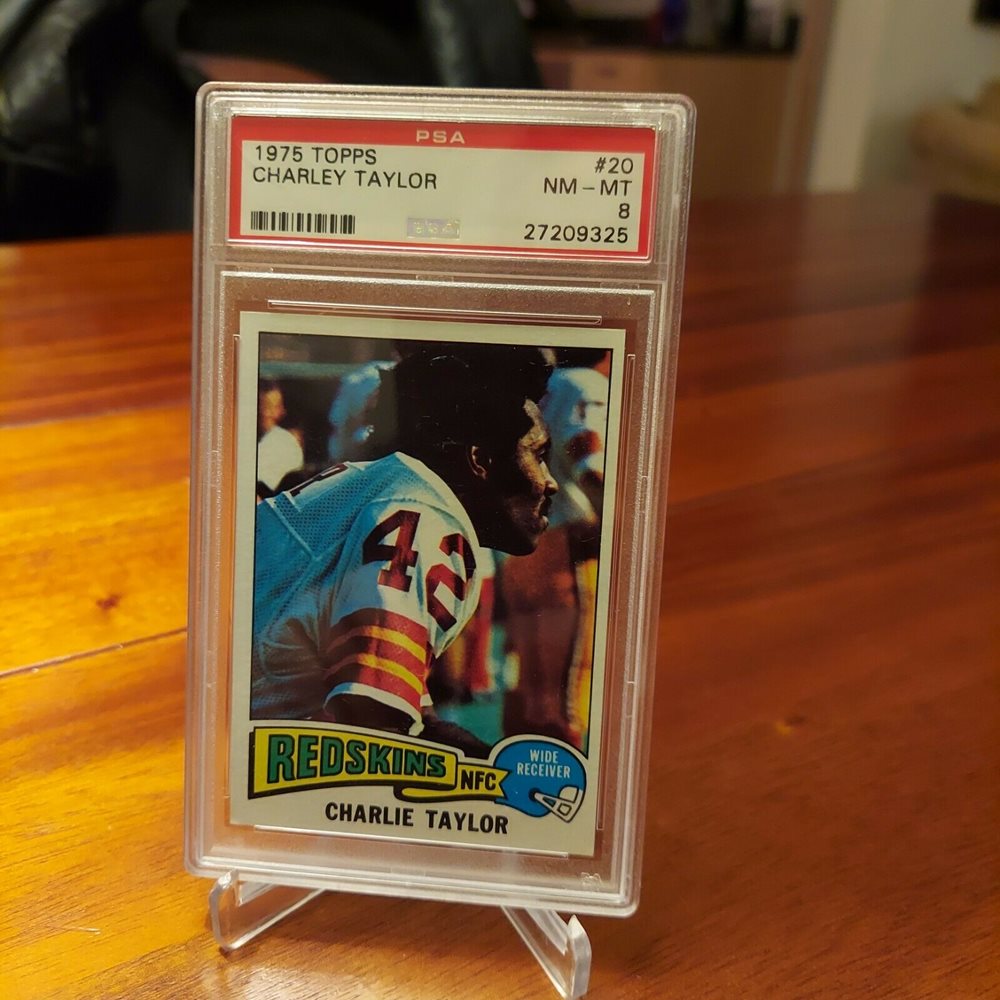 PSA
1975 TOPPS #20
CHARLEY TAYLOR NM-MT
8
27209325
42
REDSKINS NFC
WIDE
RECEIVER
CHARLIE TAYLOR